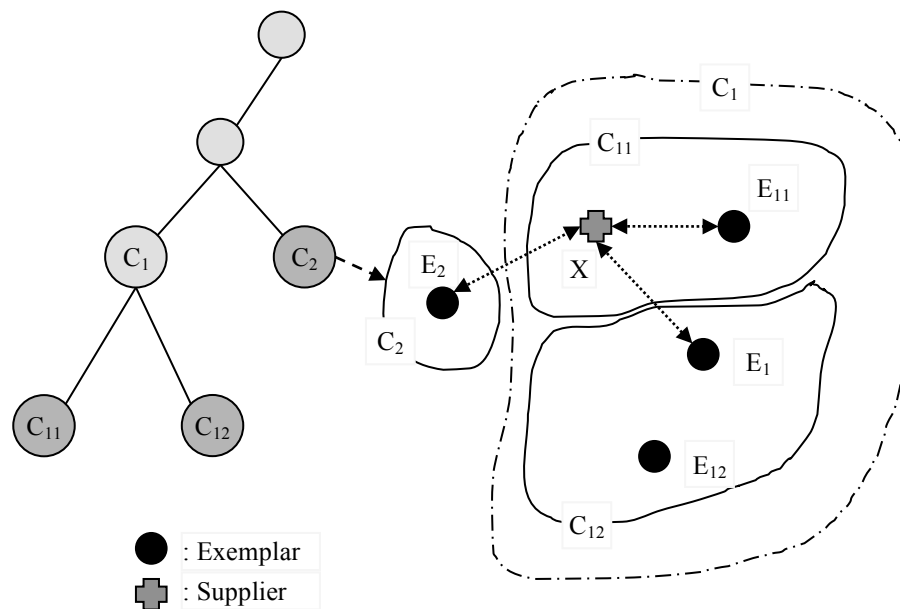 C₁
C₁₁
E₁₁
C₁
C₂
E₂
X
C₂
E₁
C₁₁
C₁₂
E₁₂
C₁₂
: Exemplar
: Supplier